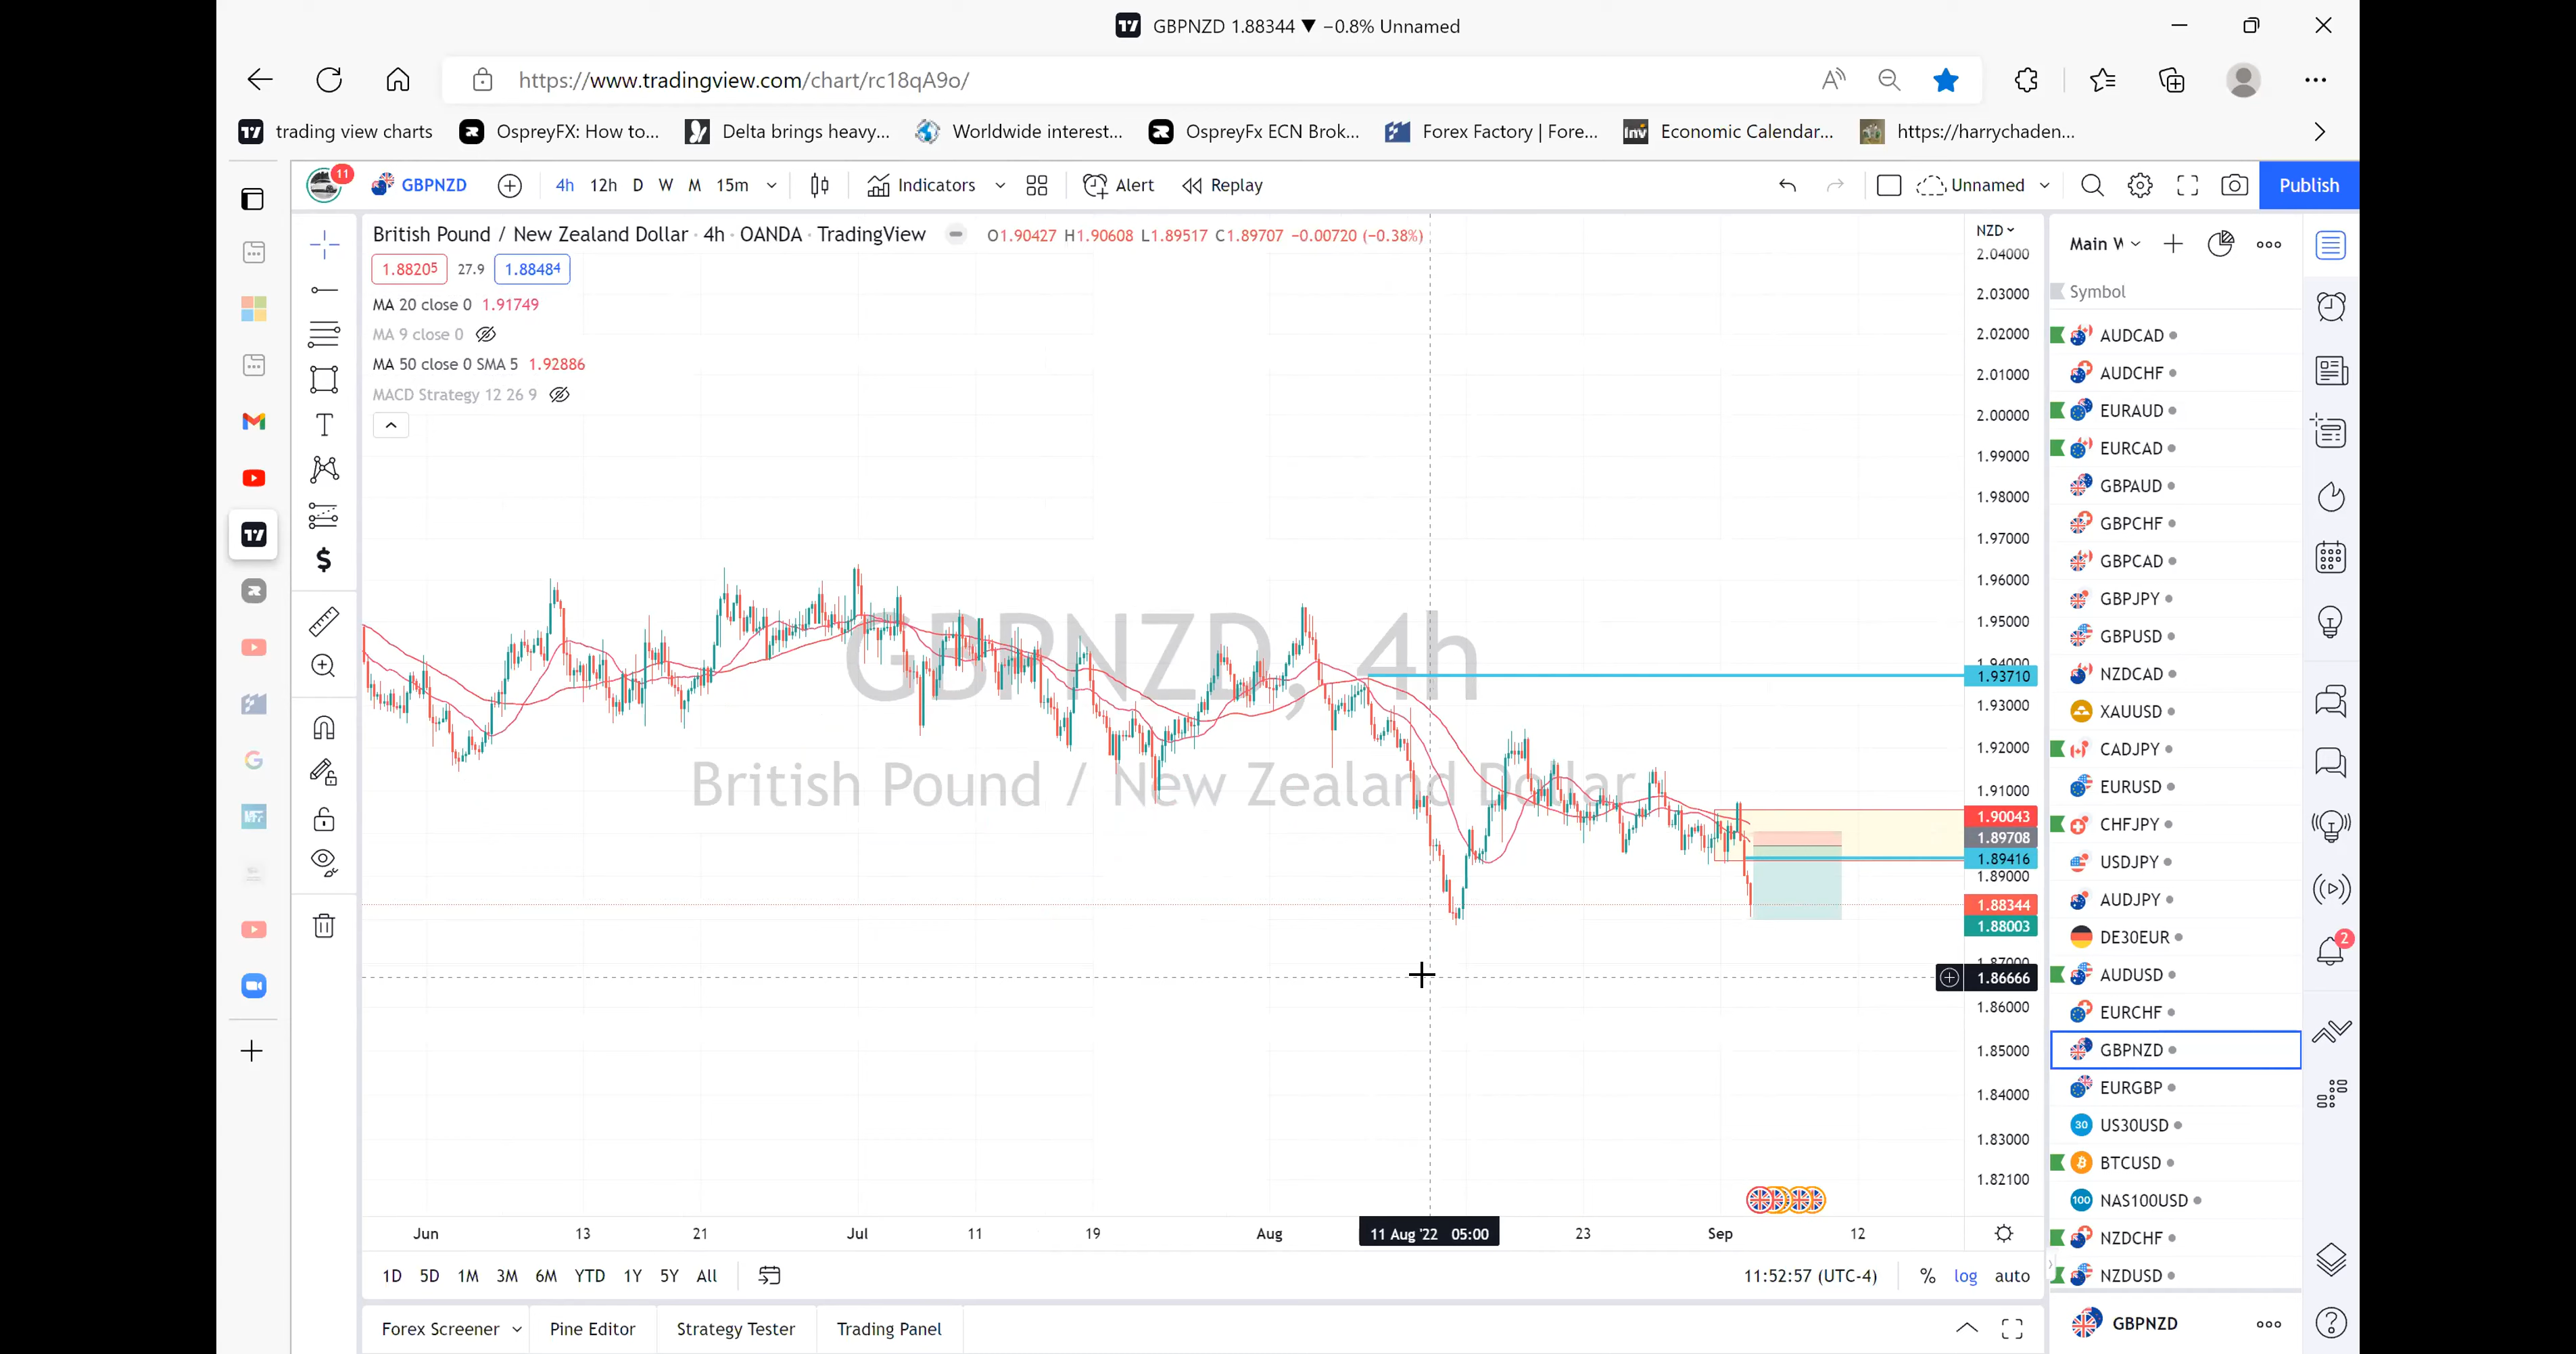 GBPNZD 1.88344 ▼ −0.8% Unnamed
https://www.tradingview.com/chart/rc18qA9o/
trading view charts OspreyFX: How to... Delta brings heavy... Worldwide interest... OspreyFx ECN Brok... Forex Factory | Fore... Inv Economic Calendar... https://harrychaden...
11 GBPNZD 4h 12h D W M 15m Indicators Alert Replay Unnamed Publish
British Pound / New Zealand Dollar · 4h · OANDA · TradingView O1.90427 H1.90608 L1.89517 C1.89707 −0.00720 (−0.38%) NZD
1.88205 27.9 1.88484
MA 20 close 0 1.91749
MA 9 close 0
MA 50 close 0 SMA 5 1.92886
MACD Strategy 12 26 9
GBPNZD, 4h
British Pound / New Zealand Dollar
2.04000
2.03000
2.02000
2.01000
2.00000
1.99000
1.98000
1.97000
1.96000
1.95000
1.94000
1.93710
1.93000
1.92000
1.91000
1.90043
1.89708
1.89416
1.89000
1.88344
1.88003
1.87000
1.86666
1.86000
1.85000
1.84000
1.83000
1.82100
Jun 13 21 Jul 11 19 Aug 11 Aug '22 05:00 23 Sep 12
1D 5D 1M 3M 6M YTD 1Y 5Y All 11:52:57 (UTC-4) % log auto
Forex Screener Pine Editor Strategy Tester Trading Panel
Main W
Symbol
AUDCAD
AUDCHF
EURAUD
EURCAD
GBPAUD
GBPCHF
GBPCAD
GBPJPY
GBPUSD
NZDCAD
XAUUSD
CADJPY
EURUSD
CHFJPY
USDJPY
AUDJPY
DE30EUR
AUDUSD
EURCHF
GBPNZD
EURGBP
30 US30USD
BTCUSD
100 NAS100USD
NZDCHF
NZDUSD
GBPNZD
2